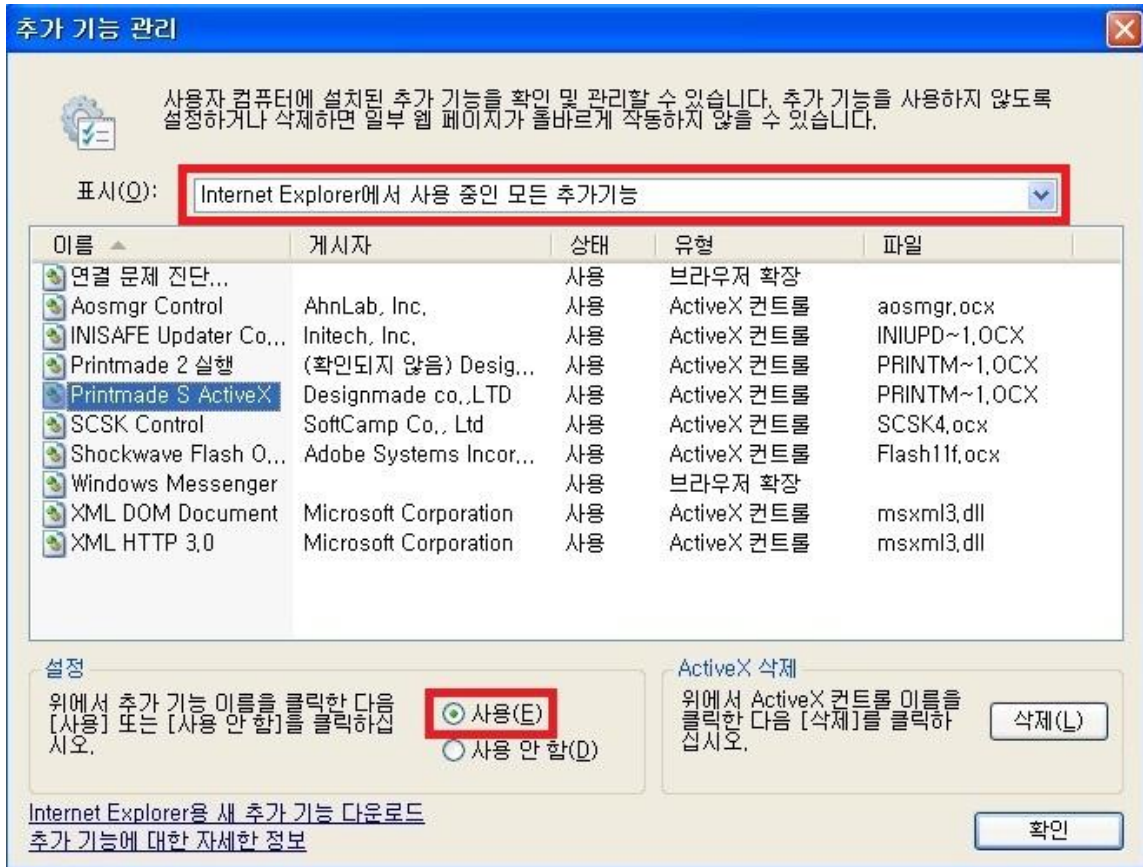 추가 기능 관리
사용자 컴퓨터에 설치된 추가 기능을 확인 및 관리할 수 있습니다. 추가 기능을 사용하지 않도록
설정하거나 삭제하면 일부 웹 페이지가 올바르게 작동하지 않을 수 있습니다.
표시(O): Internet Explorer에서 사용 중인 모든 추가기능
이름 게시자 상태 유형 파일
연결 문제 진단... 사용 브라우저 확장
Aosmgr Control AhnLab, Inc. 사용 ActiveX 컨트롤 aosmgr.ocx
INISAFE Updater Co... Initech, Inc. 사용 ActiveX 컨트롤 INIUPD~1.OCX
Printmade 2 실행 (확인되지 않음) Desig... 사용 ActiveX 컨트롤 PRINTM~1.OCX
Printmade S ActiveX Designmade co.,LTD 사용 ActiveX 컨트롤 PRINTM~1.OCX
SCSK Control SoftCamp Co., Ltd 사용 ActiveX 컨트롤 SCSK4.ocx
Shockwave Flash O... Adobe Systems Incor... 사용 ActiveX 컨트롤 Flash11f.ocx
Windows Messenger 사용 브라우저 확장
XML DOM Document Microsoft Corporation 사용 ActiveX 컨트롤 msxml3.dll
XML HTTP 3.0 Microsoft Corporation 사용 ActiveX 컨트롤 msxml3.dll
설정
위에서 추가 기능 이름을 클릭한 다음
[사용] 또는 [사용 안 함]을 클릭하십
시오.
사용(E)
사용 안 함(D)
ActiveX 삭제
위에서 ActiveX 컨트롤 이름을
클릭한 다음 [삭제]를 클릭하
십시오.
삭제(L)
Internet Explorer용 새 추가 기능 다운로드
추가 기능에 대한 자세한 정보
확인